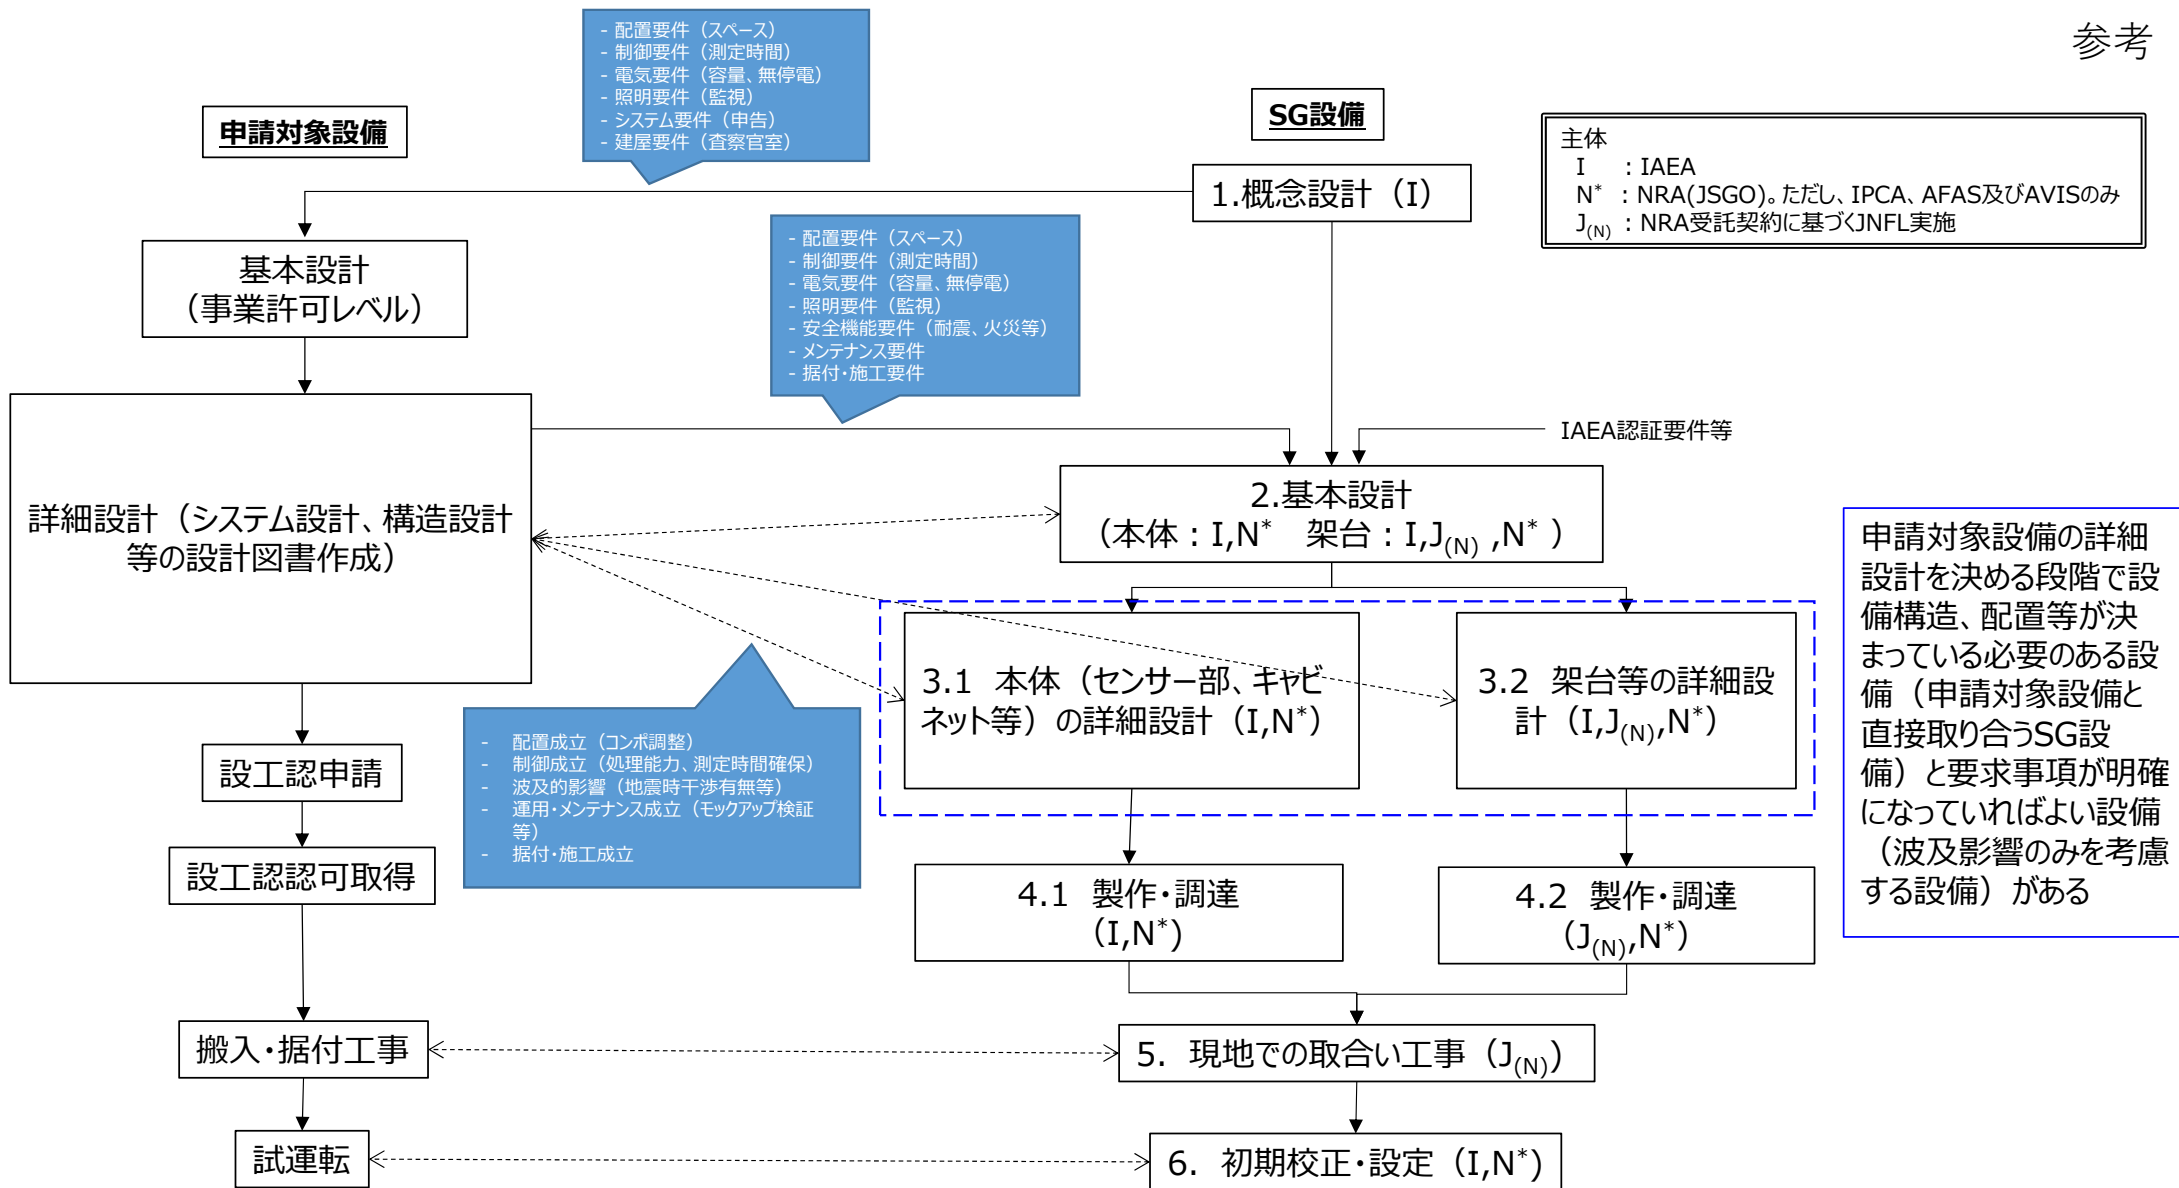 参考
- 配置要件（スペース）
- 制御要件（測定時間）
- 電気要件（容量、無停電）
- 照明要件（監視）
- システム要件（申告）
- 建屋要件（査察官室）
申請対象設備
SG設備
主体
I ：IAEA
N* ：NRA(JSGO)。ただし、IPCA、AFAS及びAVISのみ
J(N) ：NRA受託契約に基づくJNFL実施
1.概念設計（I）
基本設計
（事業許可レベル）
- 配置要件（スペース）
- 制御要件（測定時間）
- 電気要件（容量、無停電）
- 照明要件（監視）
- 安全機能要件（耐震、火災等）
- メンテナンス要件
- 据付・施工要件
IAEA認証要件等
詳細設計（システム設計、構造設計
等の設計図書作成）
2.基本設計
（本体：I,N* 架台：I,J(N) ,N* ）
3.1 本体（センサー部、キャビ
ネット等）の詳細設計（I,N*）
3.2 架台等の詳細設
計（I,J(N),N*）
申請対象設備の詳細
設計を決める段階で設
備構造、配置等が決
まっている必要のある設
備（申請対象設備と
直接取り合うSG設
備）と要求事項が明確
になっていればよい設備
（波及影響のみを考慮
する設備）がある
- 配置成立（コンポ調整）
- 制御成立（処理能力、測定時間確保）
- 波及的影響（地震時干渉有無等）
- 運用・メンテナンス成立（モックアップ検証
等）
- 据付・施工成立
設工認申請
設工認認可取得
4.1 製作・調達
（I,N*)
4.2 製作・調達
（J(N),N*）
搬入・据付工事
5. 現地での取合い工事（J(N)）
試運転
6. 初期校正・設定（I,N*)